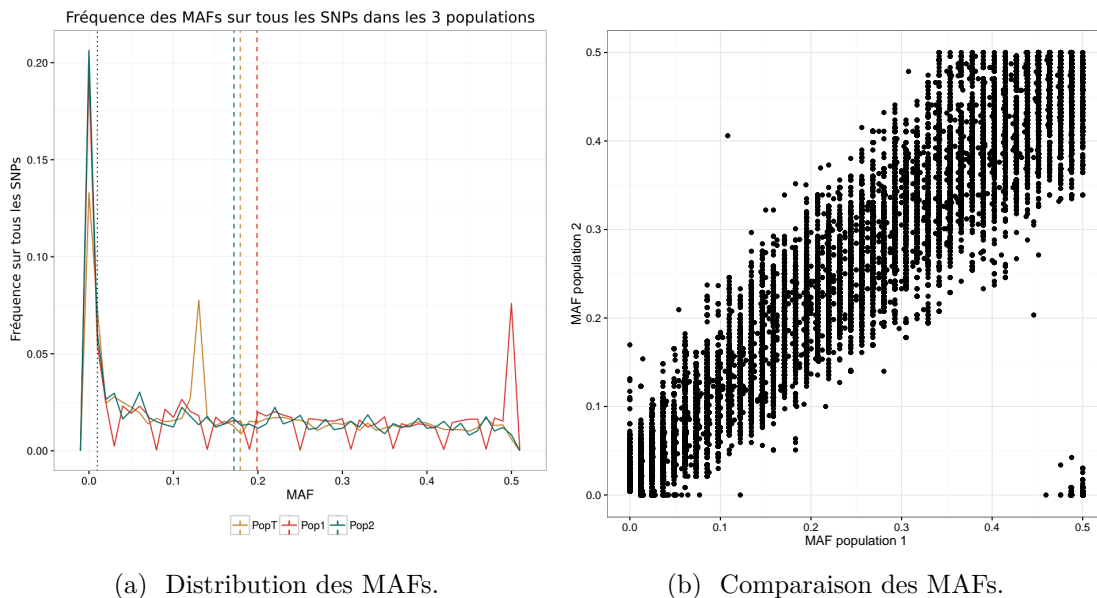 Fréquence des MAFs sur tous les SNPs dans les 3 populations
Fréquence sur tous les SNPs
0.20
0.15
0.10
0.05
0.00
0.0 0.1 0.2 0.3 0.4 0.5
MAF
PopT Pop1 Pop2
(a) Distribution des MAFs.
MAF population 2
0.5
0.4
0.3
0.2
0.1
0.0
0.0 0.1 0.2 0.3 0.4 0.5
MAF population 1
(b) Comparaison des MAFs.